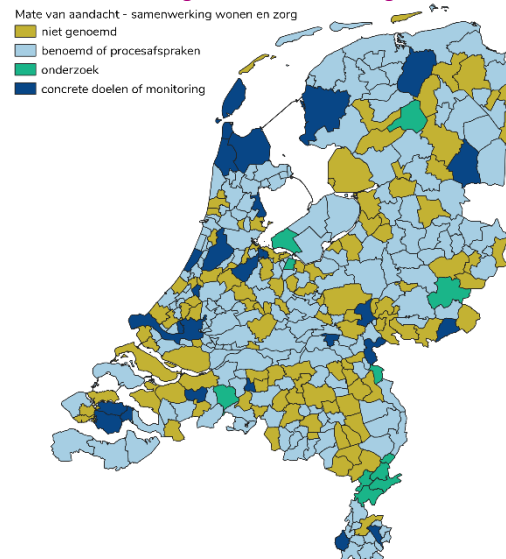 Mate van aandacht - samenwerking wonen en zorg
niet genoemd
benoemd of procesafspraken
onderzoek
concrete doelen of monitoring